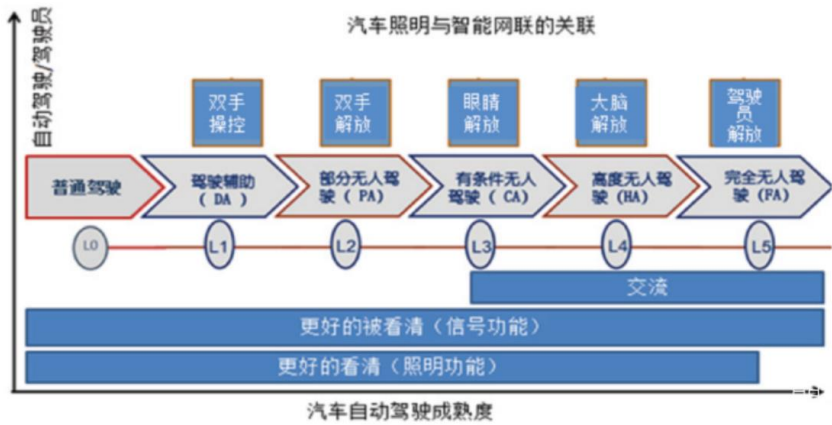 汽车照明与智能网联的关联
自动驾驶/驾驶员
双手
操控
双手
解放
眼睛
解放
大脑
解放
驾驶
员
解放
普通驾驶
驾驶辅助
( DA )
部分无人驾
驶 ( PA)
有条件无人
驾驶 ( CA)
高度无人驾
驶 (HA)
完全无人驾
驶 (FA)
L0
L1
L2
L3
L4
L5
交流
更好的被看清（信号功能）
更好的看清（照明功能）
汽车自动驾驶成熟度